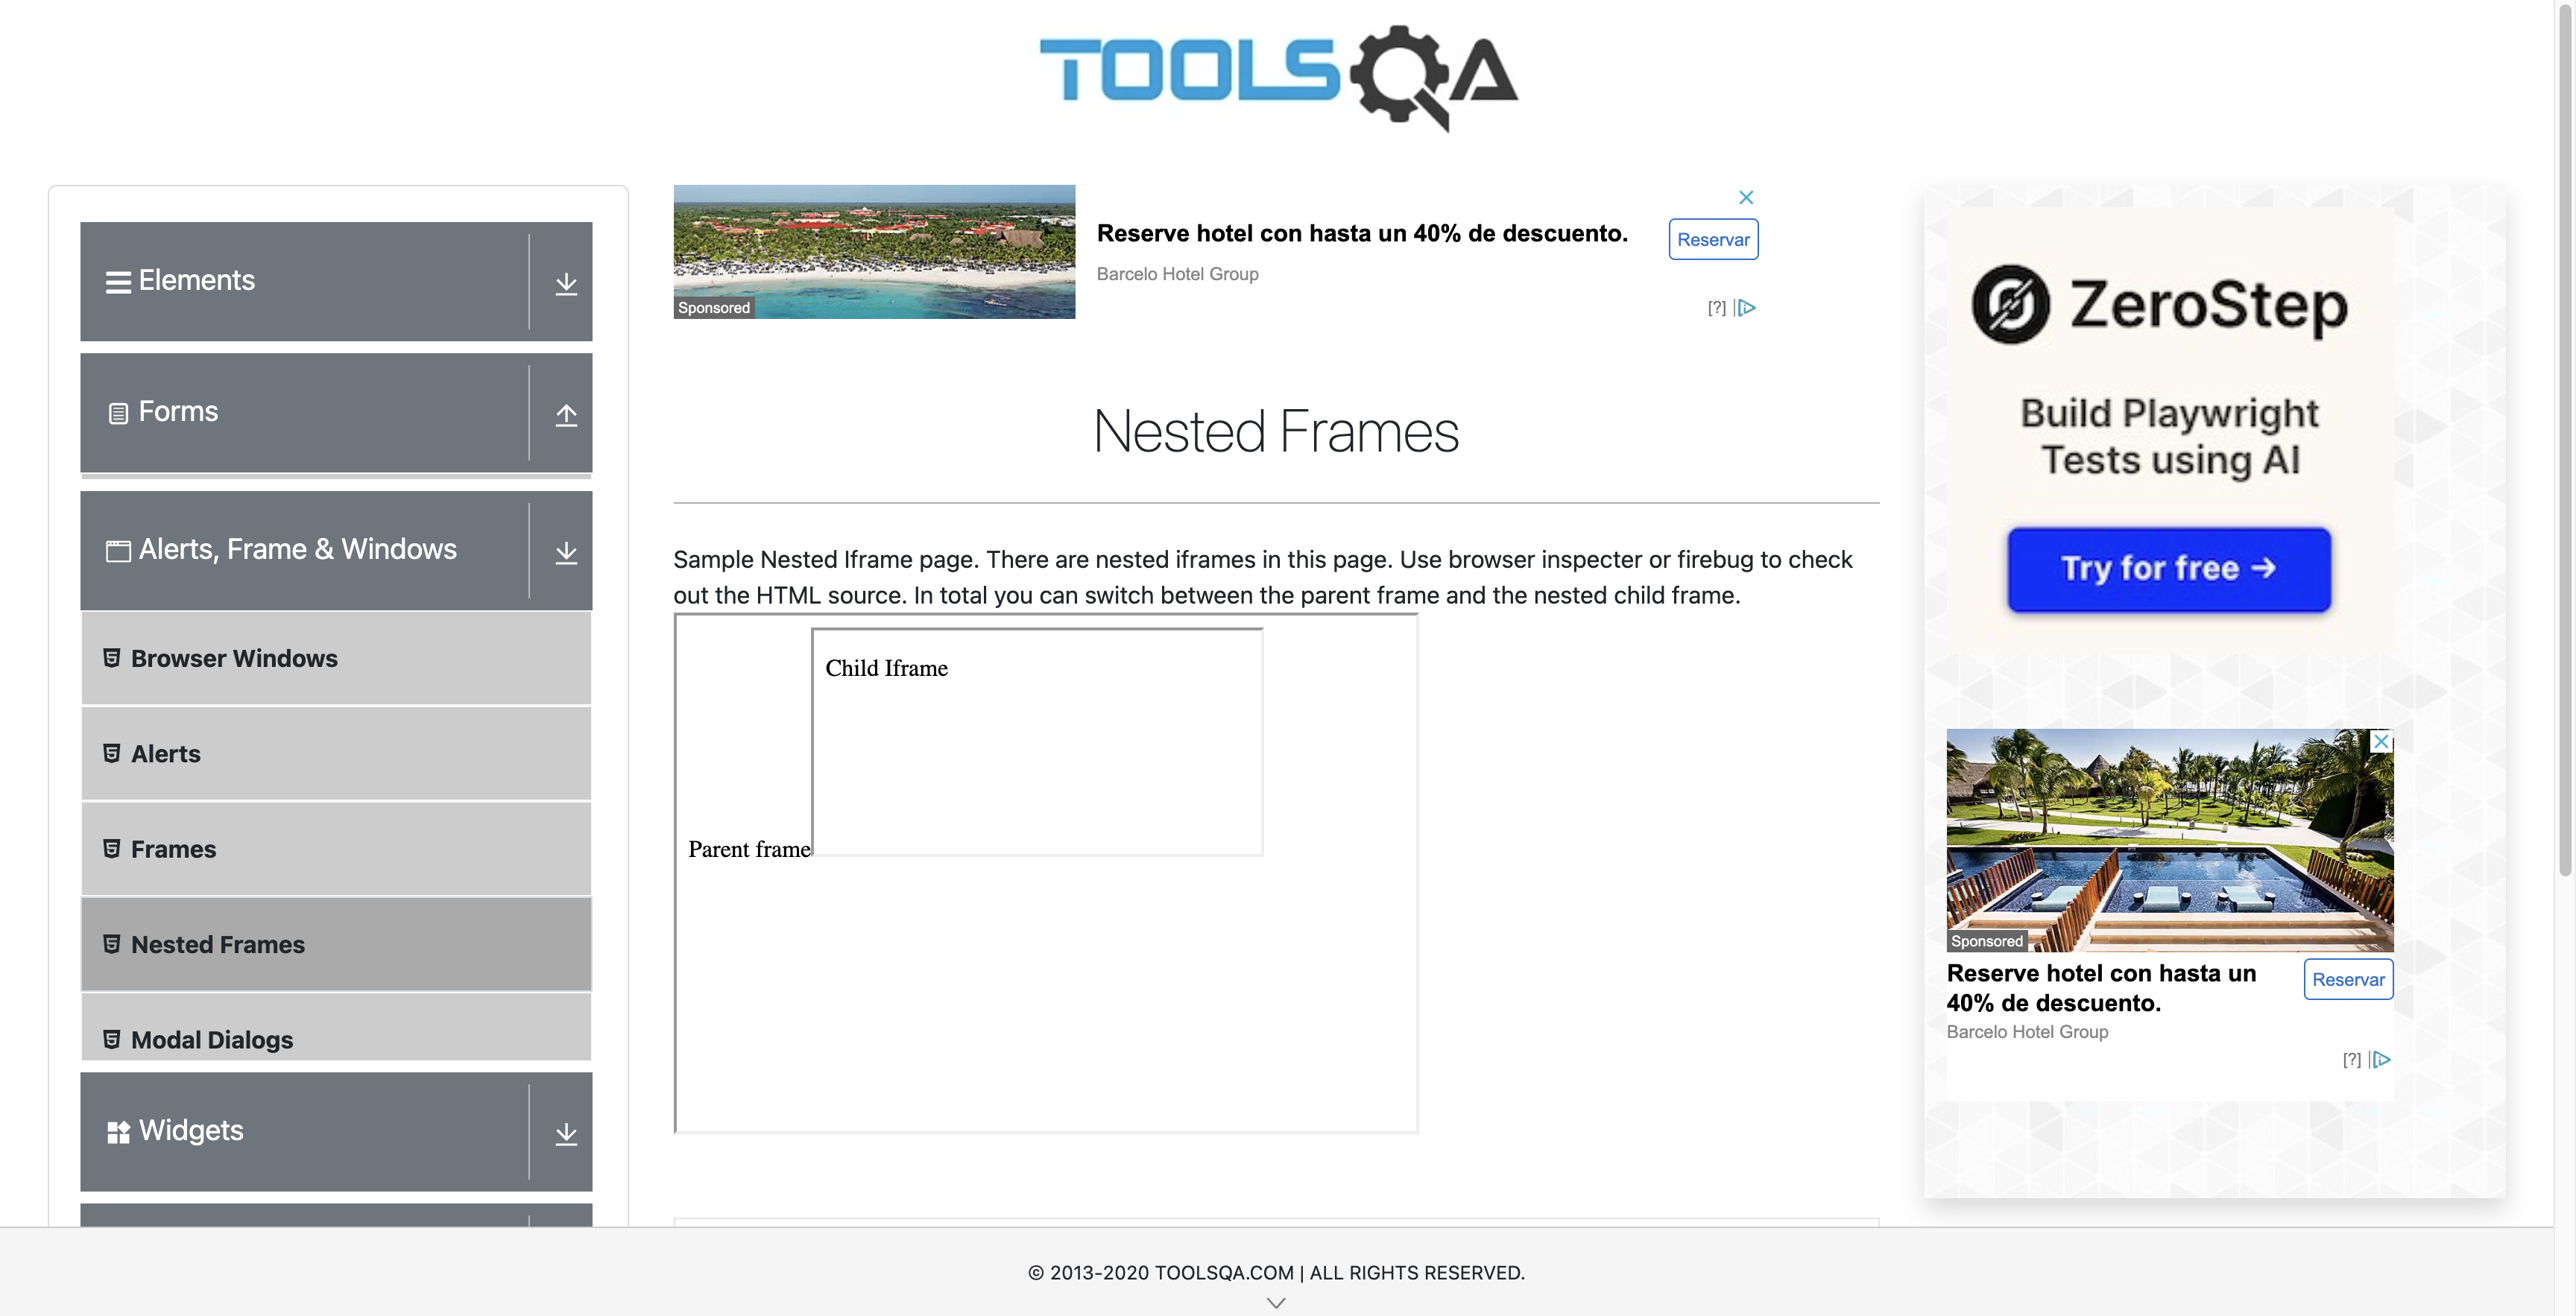 TOOLSQA
Elements
Forms
Alerts, Frame & Windows
Browser Windows
Alerts
Frames
Nested Frames
Modal Dialogs
Widgets
Sponsored
Reserve hotel con hasta un 40% de descuento.
Barcelo Hotel Group
Reservar
[?]
Nested Frames
Sample Nested Iframe page. There are nested iframes in this page. Use browser inspecter or firebug to check
out the HTML source. In total you can switch between the parent frame and the nested child frame.
Child Iframe
Parent frame
ZeroStep
Build Playwright
Tests using AI
Try for free →
Sponsored
Reserve hotel con hasta un
40% de descuento.
Reservar
Barcelo Hotel Group
[?]
© 2013-2020 TOOLSQA.COM | ALL RIGHTS RESERVED.